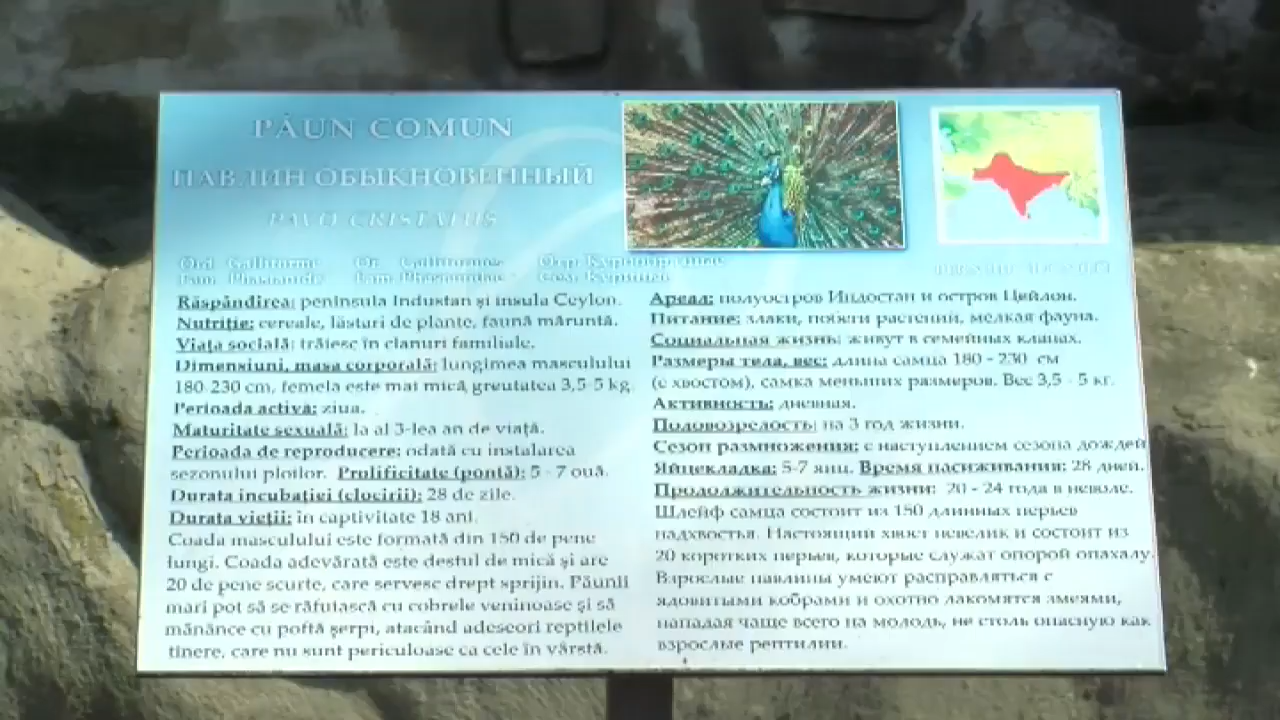 PĂUN COMUN
ПАВЛИН ОБЫКНОВЕННЫЙ
PAVO CRISTATUS
Răspândirea: peninsula Industan și insula Ceylon.
Nutriție: cereale, lăstari de plante, faună măruntă.
Viața socială: trăiesc în clanuri familiale.
Dimensiuni, masa corporală: lungimea masculului
180-230 cm, femela este mai mică, greutatea 3,5-5 kg.
Perioada activă: ziua.
Maturitate sexuală: la al 3-lea an de viață.
Perioada de reproducere: odată cu instalarea
sezonului ploilor. Prolificitate (pontă): 5 - 7 ouă.
Durata incubației (clocirii): 28 de zile.
Durata vieții: în captivitate 18 ani.
Coada masculului este formată din 150 de pene
lungi. Coada adevărată este destul de mică și are
20 de pene scurte, care servesc drept sprijin. Păunii
mari pot să se răfuiască cu cobrele veninoase și să
mănânce cu poftă șerpi, atacând adeseori reptilele
tinere, care nu sunt periculoase ca cele în vârstă.
Ареал: полуостров Индостан и остров Цейлон.
Питание: злаки, побеги растений, мелкая фауна.
Социальная жизнь: живут в семейных кланах.
Размеры тела, вес: длина самца 180 - 230 см
(с хвостом), самка меньших размеров. Вес 3,5 - 5 кг.
Активность: дневная.
Половозрелость: на 3 год жизни.
Сезон размножения: с наступлением сезона дождей
Яйцекладка: 5-7 яиц. Время насиживания: 28 дней.
Продолжительность жизни: 20 - 24 года в неволе.
Шлейф самца состоит из 150 длинных перьев
надхвостья. Настоящий хвост невелик и состоит из
20 коротких перьев, которые служат опорой опахалу.
Взрослые павлины умеют расправляться с
ядовитыми кобрами и охотно лакомятся змеями,
нападая чаще всего на молодь, не столь опасную как
взрослые рептилии.